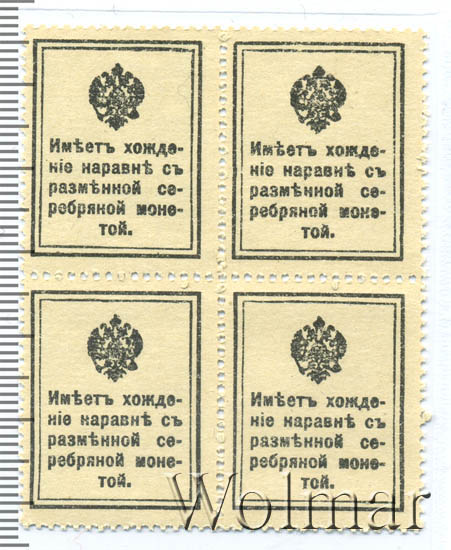 Имѣетъ хожде-
ніе наравнѣ съ
размѣнной се-
ребряной моне-
той.
Имѣетъ хожде-
ніе наравнѣ съ
размѣнной се-
ребряной моне-
той.
Имѣетъ хожде-
ніе наравнѣ съ
размѣнной се-
ребряной моне-
той.
Имѣетъ хожде-
ніе наравнѣ съ
размѣнной се-
ребряной моне-
той.
Wolmar